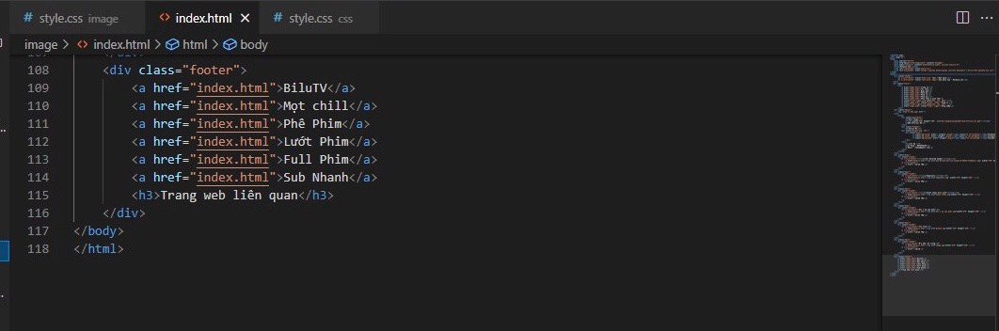 style.css image
index.html
style.css css
image > index.html > html > body
108 <div class="footer">
109 <a href="index.html">BiluTV</a>
110 <a href="index.html">Mọt chill</a>
111 <a href="index.html">Phê Phim</a>
112 <a href="index.html">Lướt Phim</a>
113 <a href="index.html">Full Phim</a>
114 <a href="index.html">Sub Nhanh</a>
115 <h3>Trang web liên quan</h3>
116 </div>
117 </body>
118 </html>